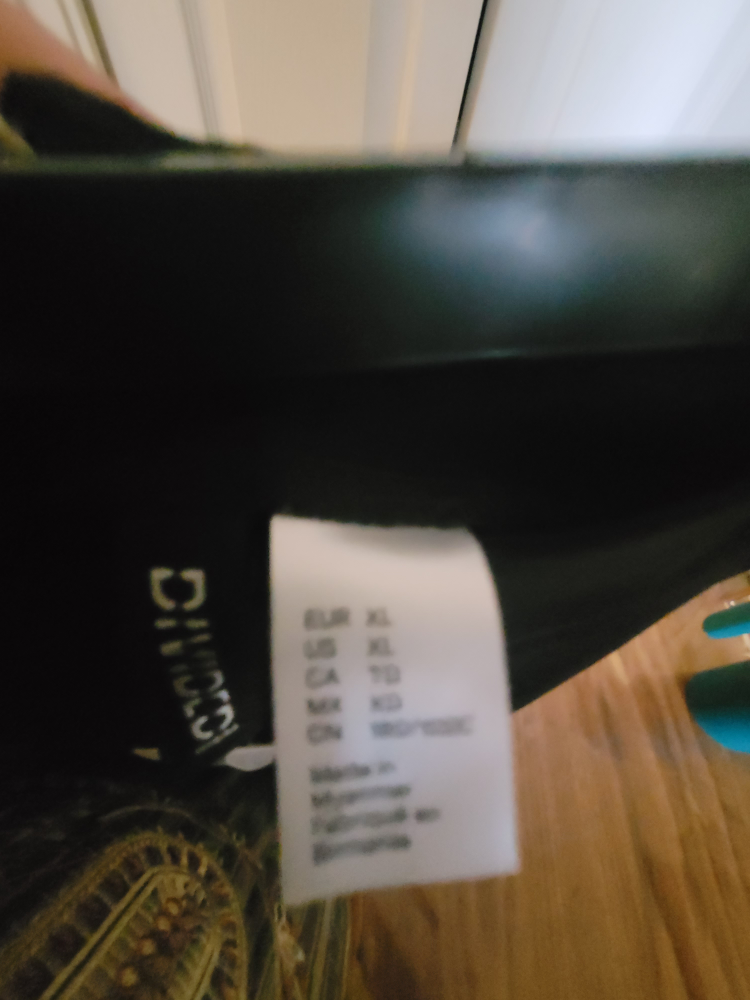 DIVIDED
EUR XL
US XL
CA TG
MX XG
CN
Made in
Myanmar
Fabriqué en
Birmanie